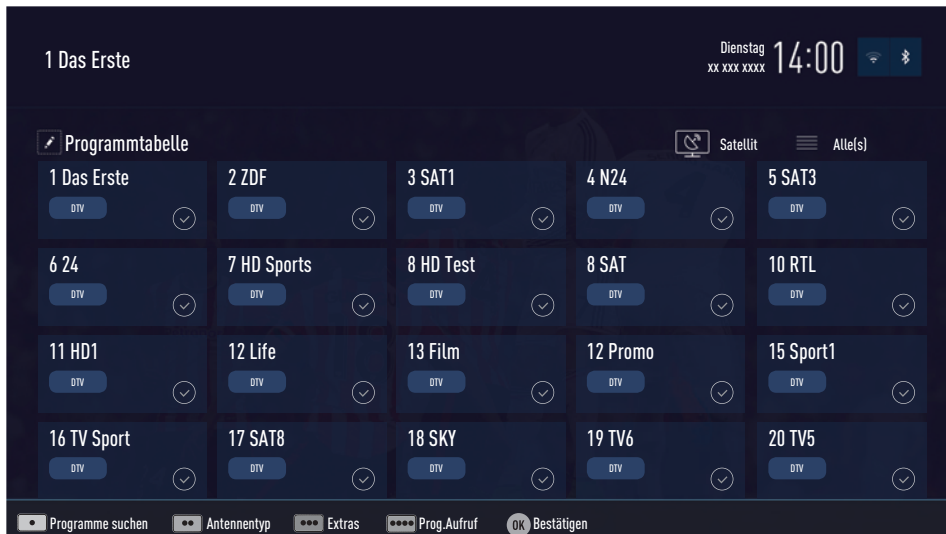 1 Das Erste
Dienstag
xx xxx xxxx
14:00
Programmtabelle
Satellit
Alle(s)
1 Das Erste
DTV
2 ZDF
DTV
3 SAT1
DTV
4 N24
DTV
5 SAT3
DTV
6 24
DTV
7 HD Sports
DTV
8 HD Test
DTV
8 SAT
DTV
10 RTL
DTV
11 HD1
DTV
12 Life
DTV
13 Film
DTV
12 Promo
DTV
15 Sport1
DTV
16 TV Sport
DTV
17 SAT8
DTV
18 SKY
DTV
19 TV6
DTV
20 TV5
DTV
Programme suchen
Antennentyp
Extras
Prog.Aufruf
OK Bestätigen